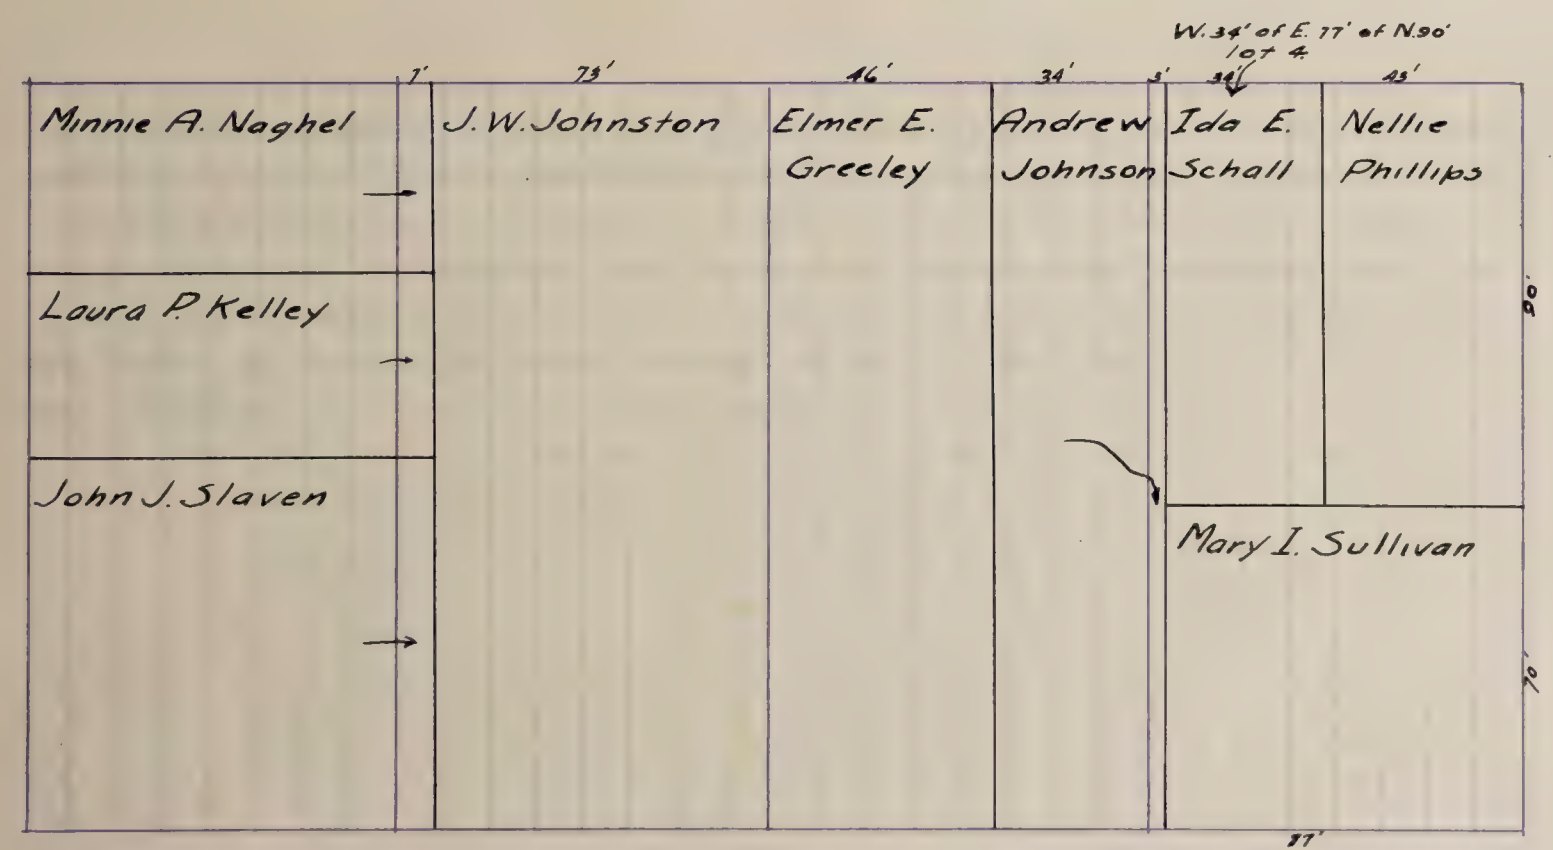 W. 34' of E. 77' of N. 90'
lot 4
7' 73' 46' 34' 3' 34' 43'
Minnie A. Naghel
J. W. Johnston
Elmer E.
Greeley
Andrew
Johnson
Ida E.
Schall
Nellie
Phillips
90'
Laura P. Kelley
John J. Slaven
Mary I. Sullivan
70'
77'